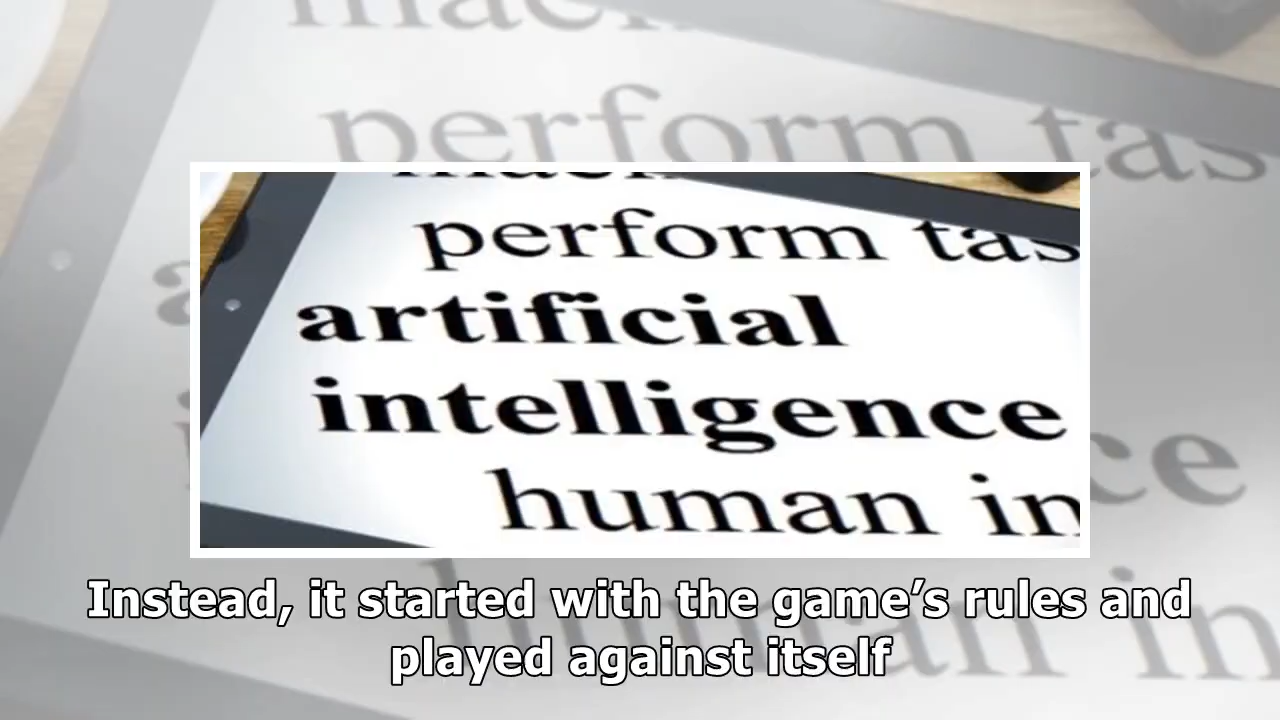 perform tas
artificial
intelligence
human in
Instead, it started with the game’s rules and
played against itself